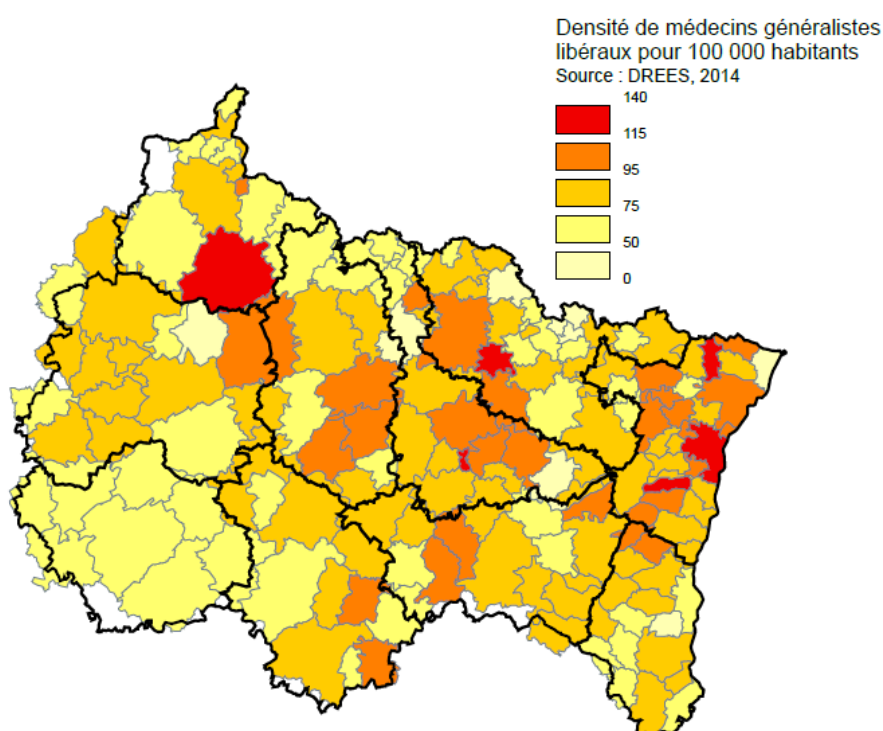 Densité de médecins généralistes
libéraux pour 100 000 habitants
Source : DREES, 2014
140
115
95
75
50
0